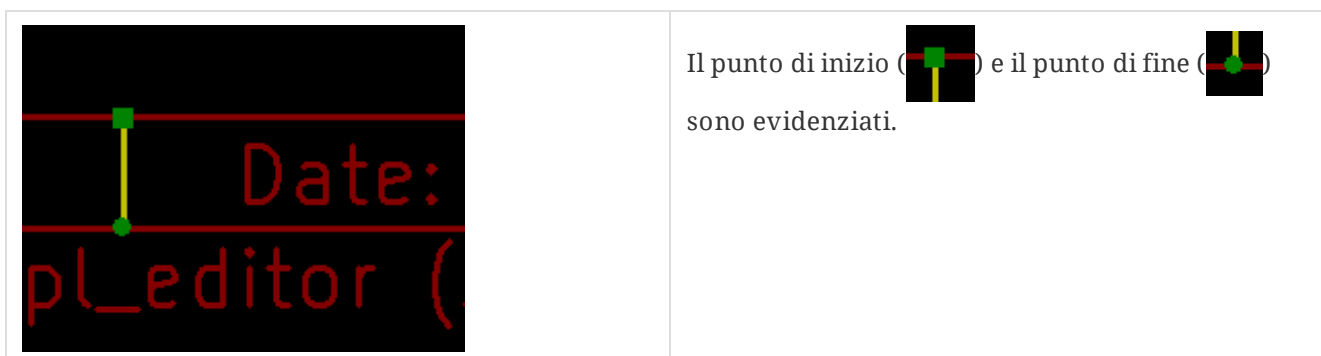 Date:
pl_editor (
Il punto di inizio ( ) e il punto di fine ( )
sono evidenziati.